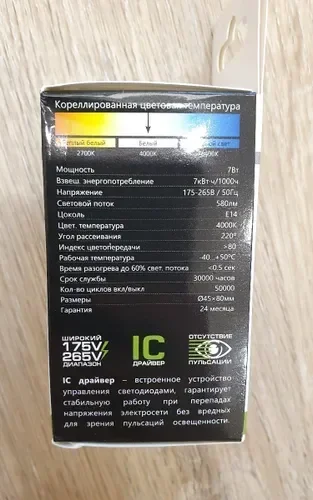 Кореллированная цветовая температура
белый Белый свет
2700K 4000K 6400K
Мощность 7Вт
Взвеш. энергопотребление 7кВт·ч/1000ч
Напряжение 175-265В / 50Гц
Световой поток 580лм
Цоколь E14
Цвет. температура 4000K
Угол рассеивания 220°
Индекс цветопередачи >80
Рабочая температура -40...+50°C
Время разогрева до 60% свет. потока <0.5 сек
Срок службы 30000 часов
Кол-во циклов вкл/выкл 50000
Размеры Ø45×80мм
Гарантия 24 месяца
ШИРОКИЙ
175V
265V
ДИАПАЗОН
IC
ДРАЙВЕР
ОТСУТСТВИЕ
ПУЛЬСАЦИИ
IC драйвер – встроенное устройство
управления светодиодами, гарантирует
стабильную работу при перепадах
напряжения электросети без вредных
для зрения пульсаций освещенности.